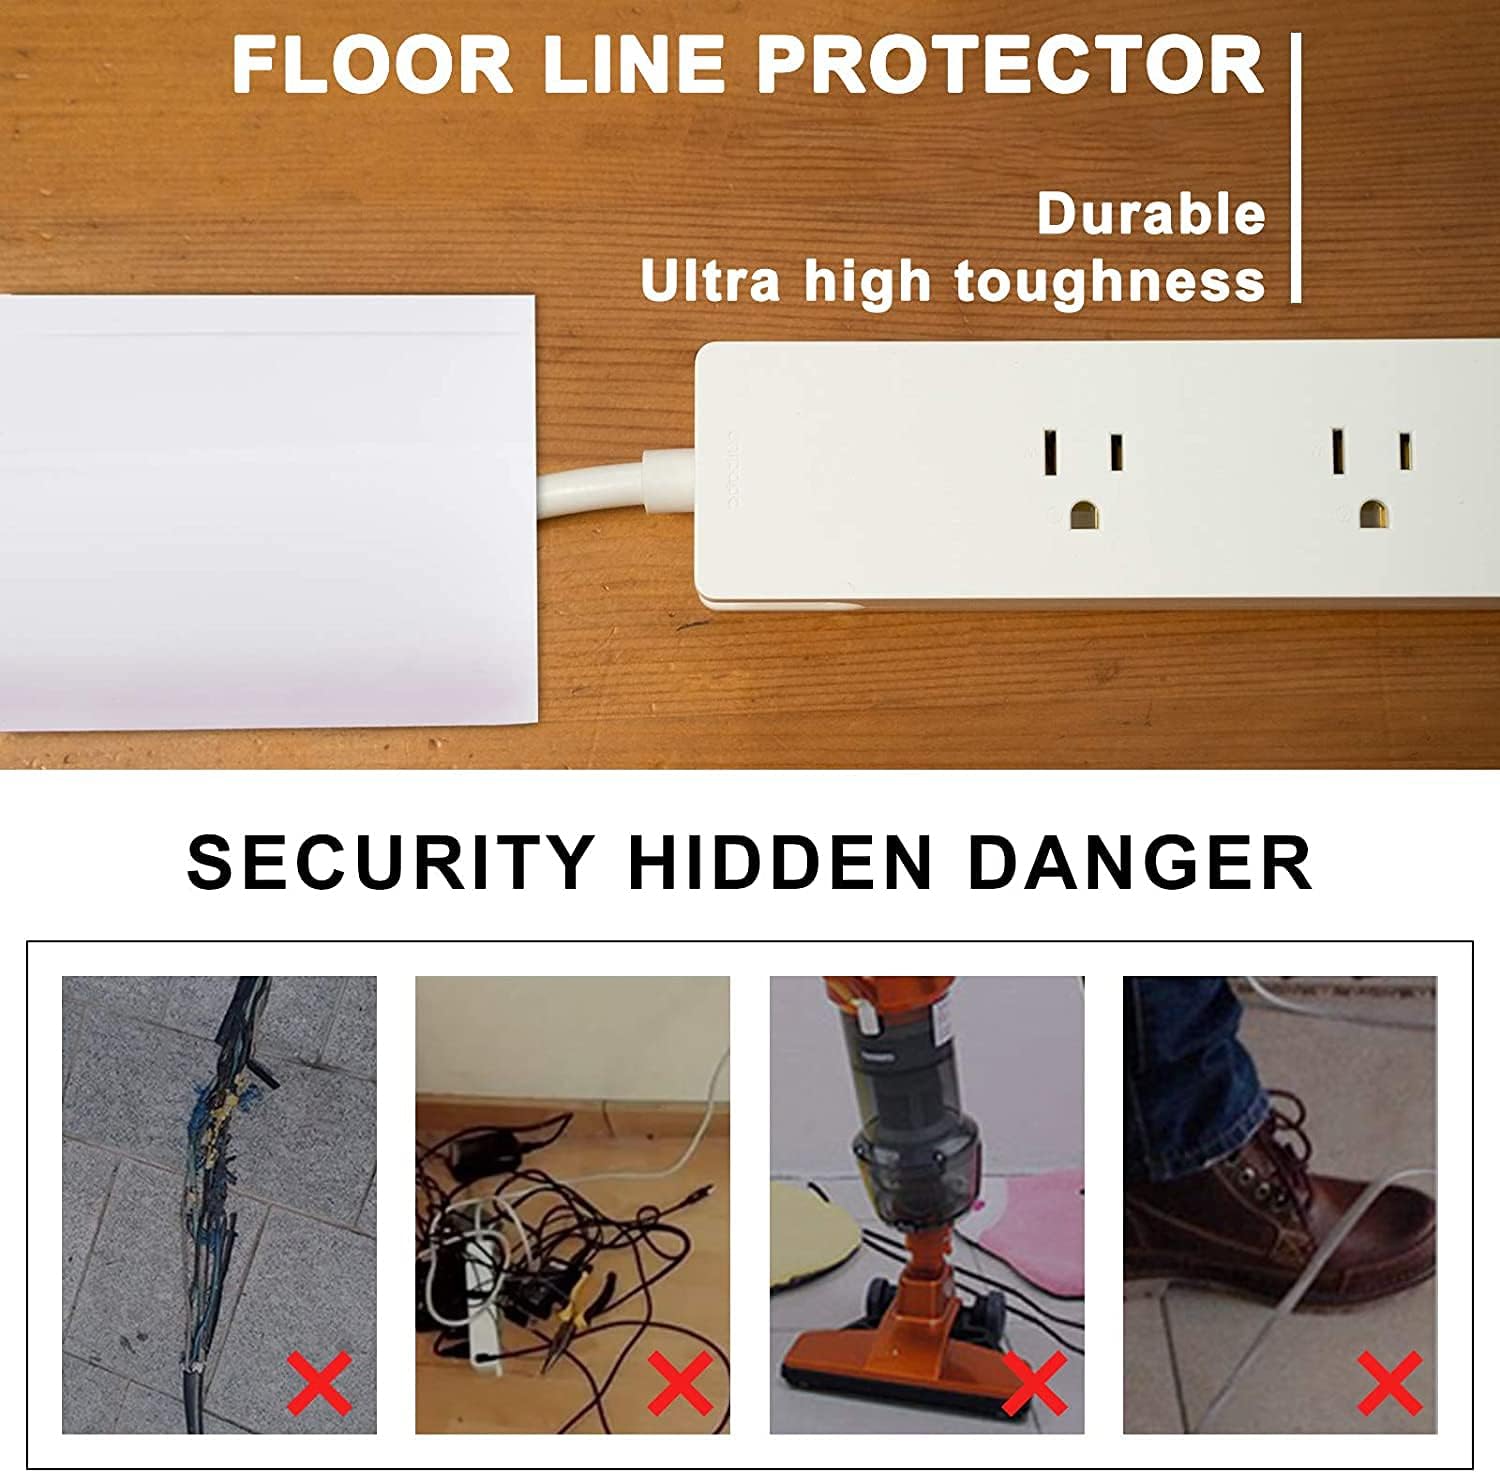 FLOOR LINE PROTECTOR
Durable
Ultra high toughness
SECURITY HIDDEN DANGER